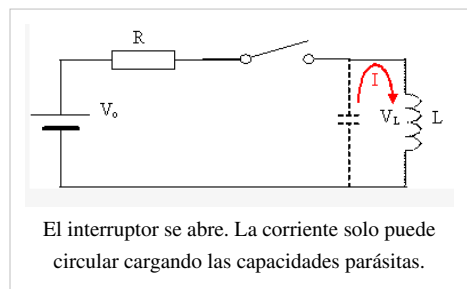 R
I
V₀
V_L
L
El interruptor se abre. La corriente solo puede
circular cargando las capacidades parásitas.